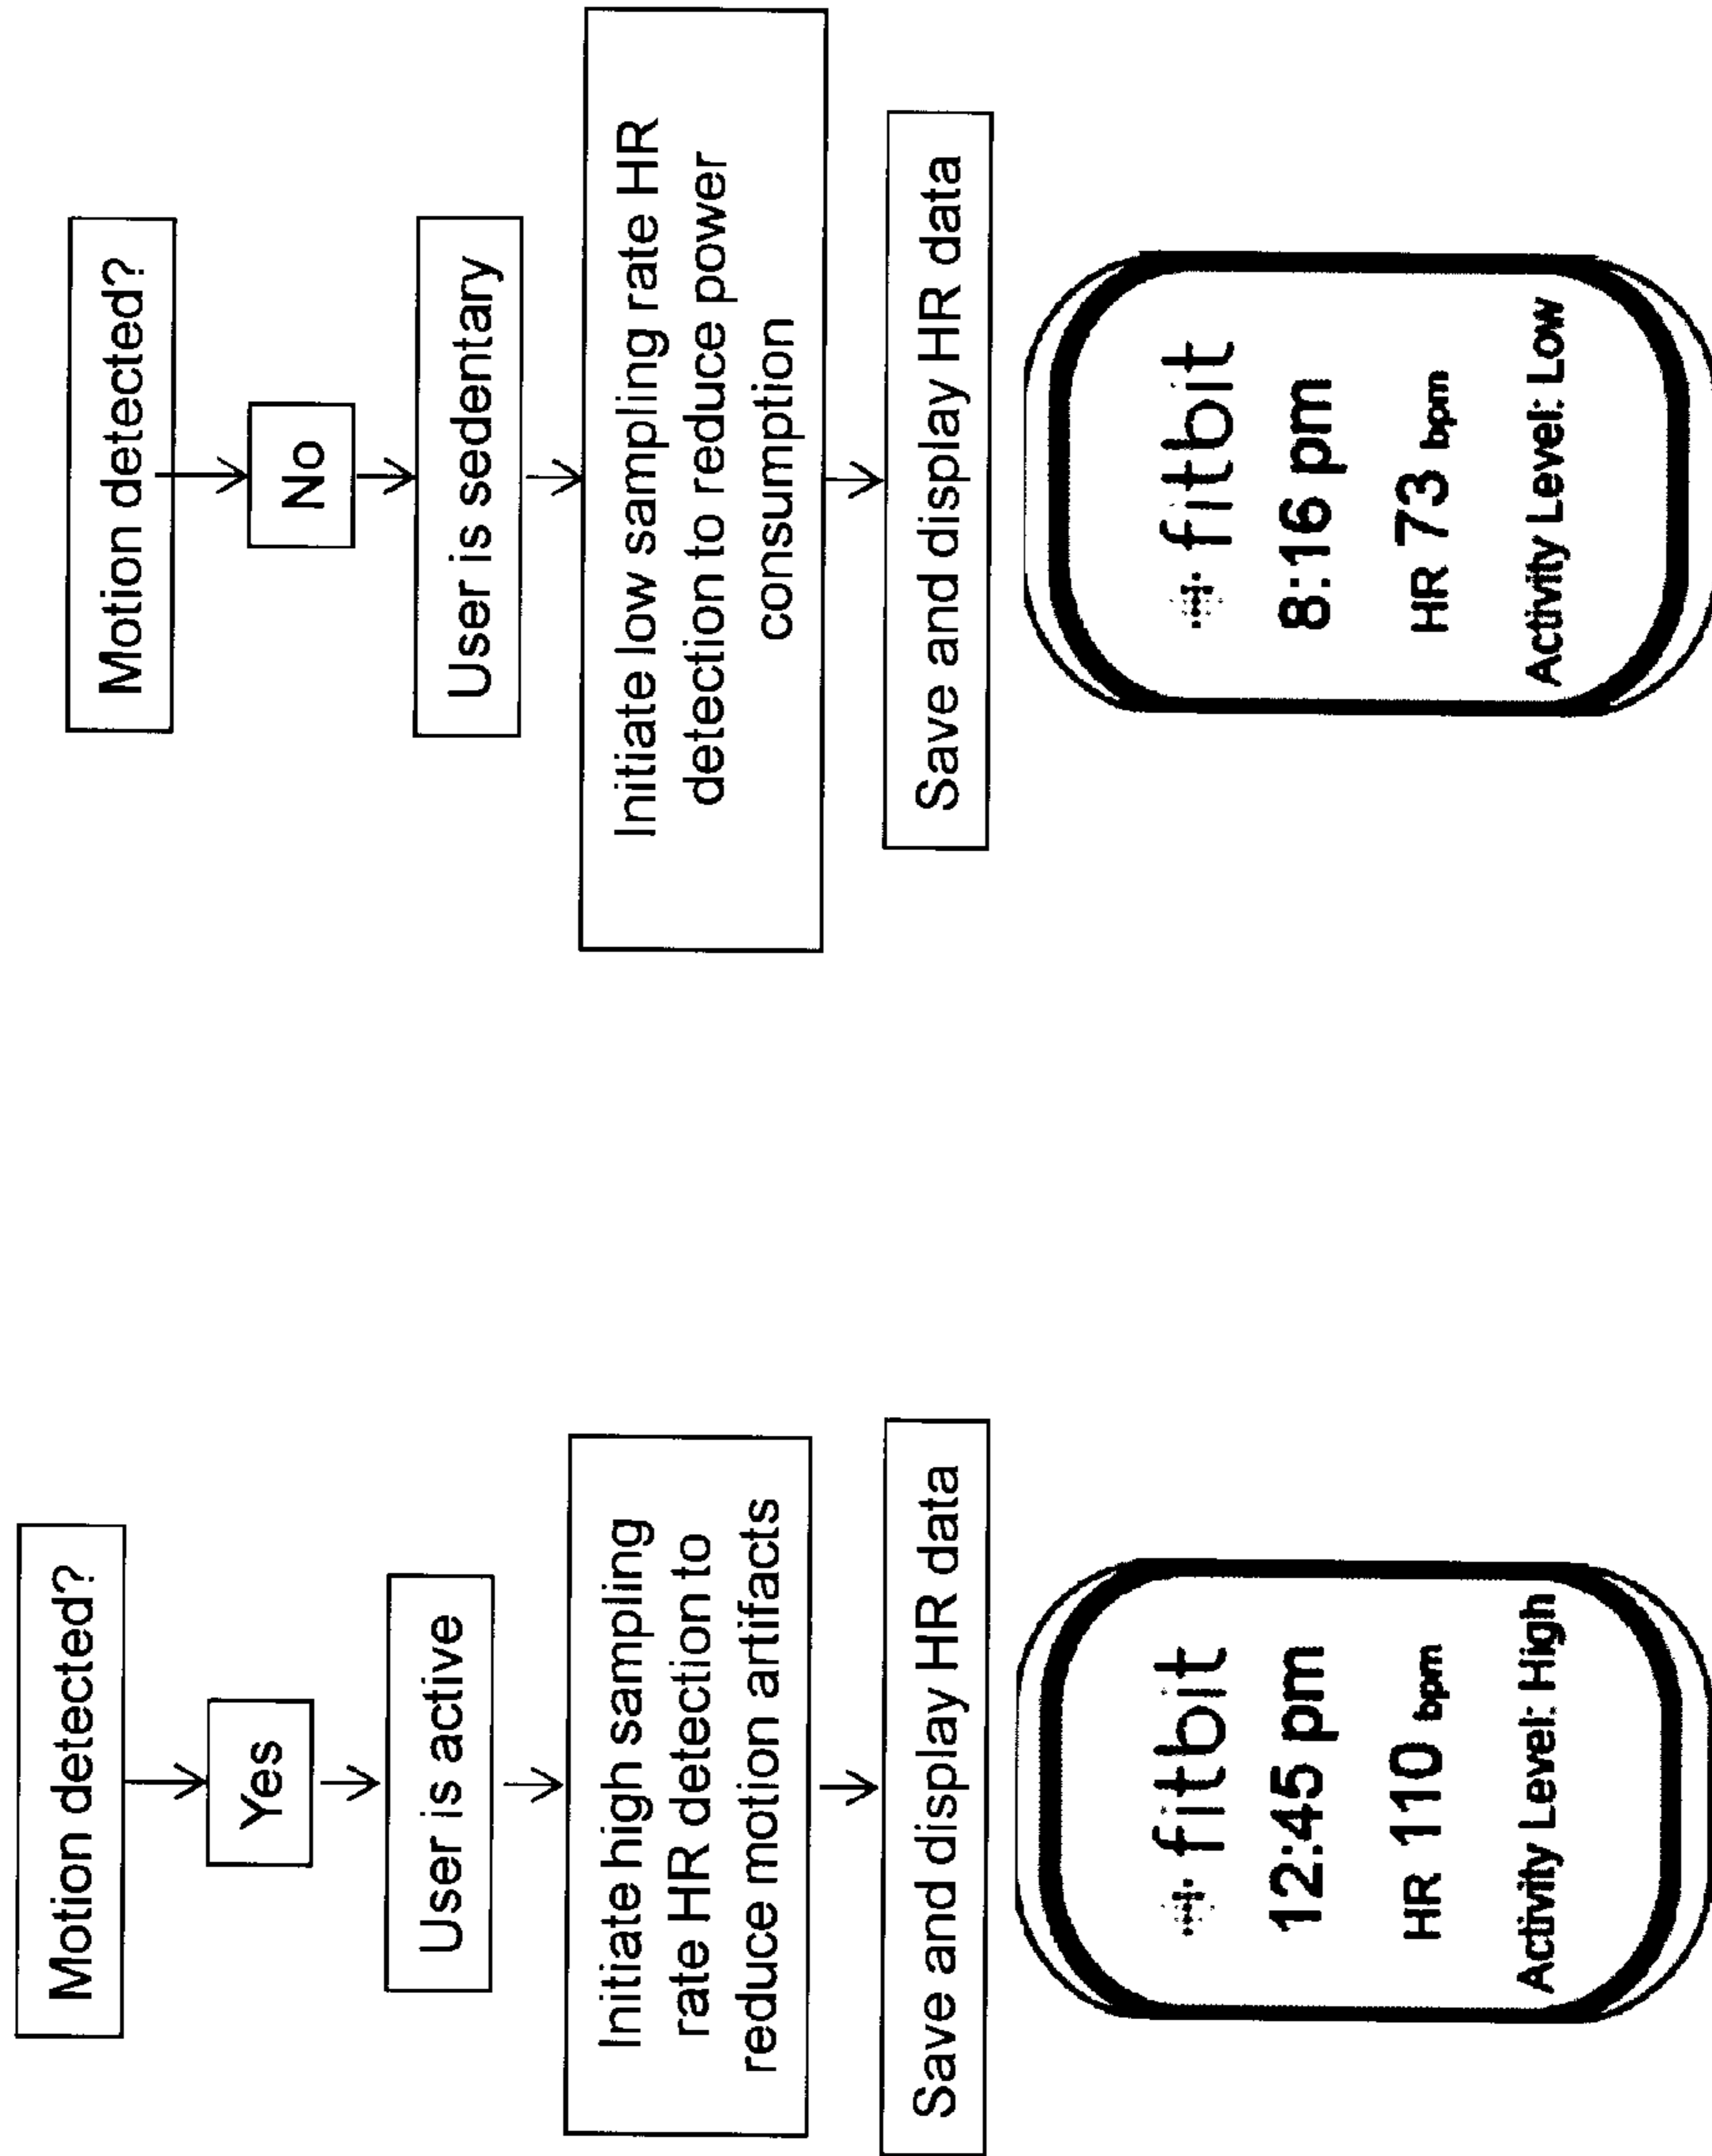 Motion detected?
Yes
User is active
Initiate high sampling
rate HR detection to
reduce motion artifacts
Save and display HR data
fitbit
12:45 pm
HR 110 bpm
Activity Level: High
Motion detected?
No
User is sedentary
Initiate low sampling rate HR
detection to reduce power
consumption
Save and display HR data
fitbit
8:16 pm
HR 73 bpm
Activity Level: Low